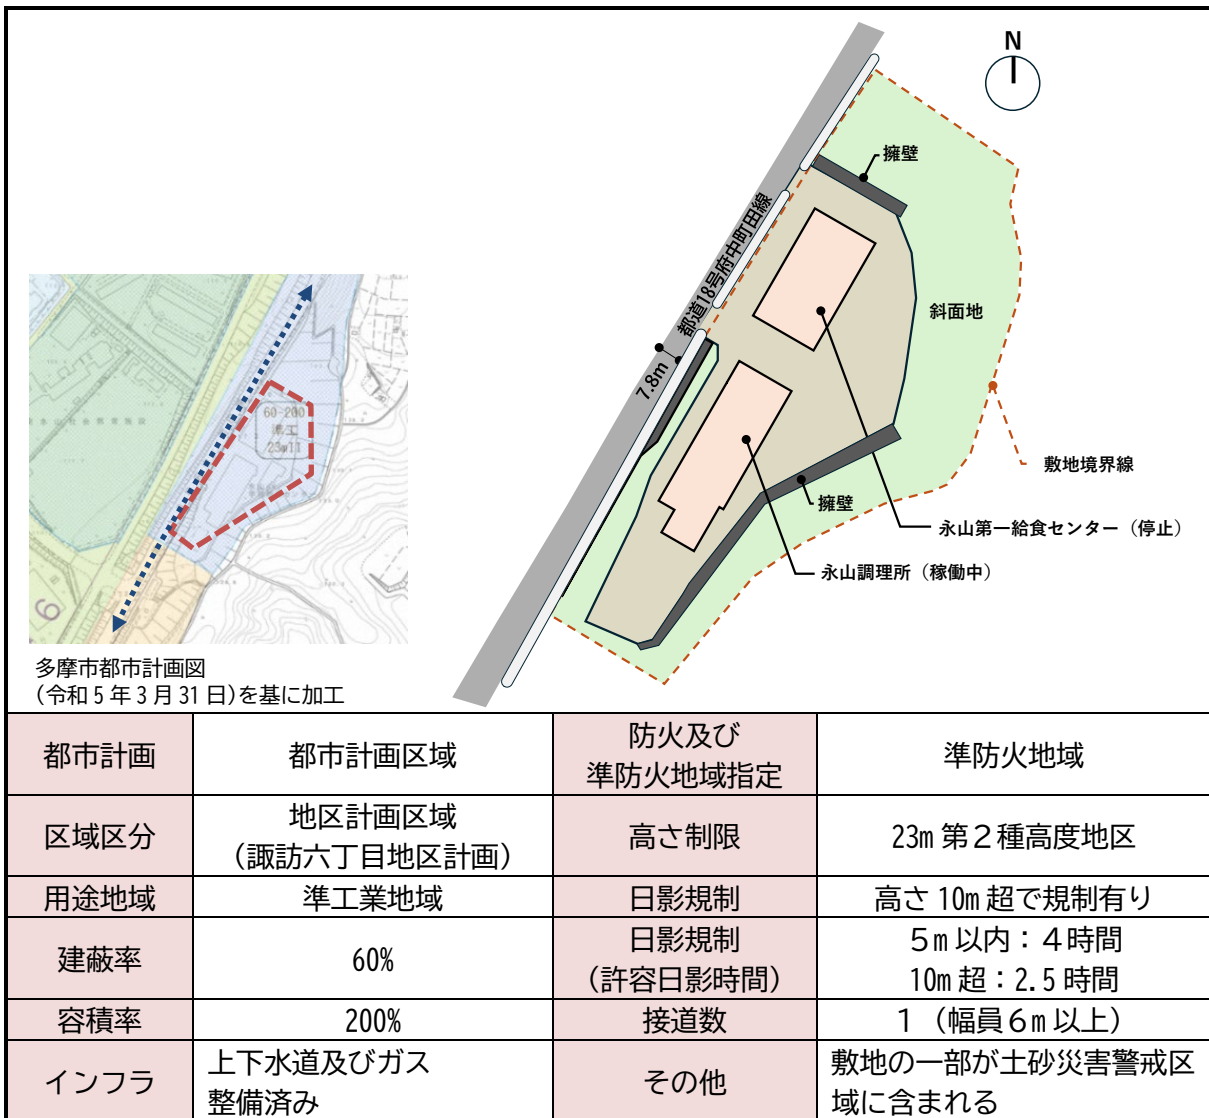 N
擁壁
都道18号府中町田線
斜面地
7.8m
60-200
準工
23m11
敷地境界線
擁壁
永山第一給食センター（停止）
永山調理所（稼働中）
6
多摩市都市計画図
（令和５年３月31日）を基に加工
都市計画
都市計画区域
防火及び
準防火地域指定
準防火地域
区域区分
地区計画区域
（諏訪六丁目地区計画）
高さ制限
23m 第２種高度地区
用途地域
準工業地域
日影規制
高さ10m超で規制有り
建蔽率
60%
日影規制
（許容日影時間）
５m以内：４時間
10m超：2.5時間
容積率
200%
接道数
１（幅員６m以上）
インフラ
上下水道及びガス
整備済み
その他
敷地の一部が土砂災害警戒区
域に含まれる